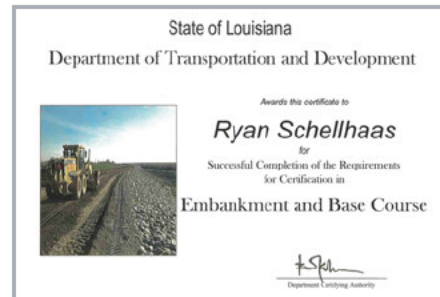 State of Louisiana
Department of Transportation and Development
Awards this certificate to
Ryan Schellhaas
for
Successful Completion of the Requirements
for Certification in
Embankment and Base Course
Department Certifying Authority